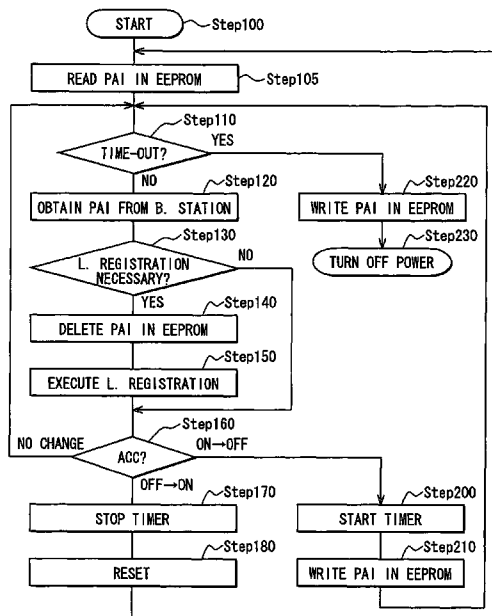 START
Step100
READ PAI IN EEPROM
Step105
Step110
TIME-OUT?
YES
NO
Step120
OBTAIN PAI FROM B. STATION
Step220
WRITE PAI IN EEPROM
Step130
L. REGISTRATION
NECESSARY?
NO
YES
Step230
TURN OFF POWER
Step140
DELETE PAI IN EEPROM
Step150
EXECUTE L. REGISTRATION
Step160
NO CHANGE
ACC?
ON→OFF
OFF→ON
Step170
STOP TIMER
Step200
START TIMER
Step180
RESET
Step210
WRITE PAI IN EEPROM